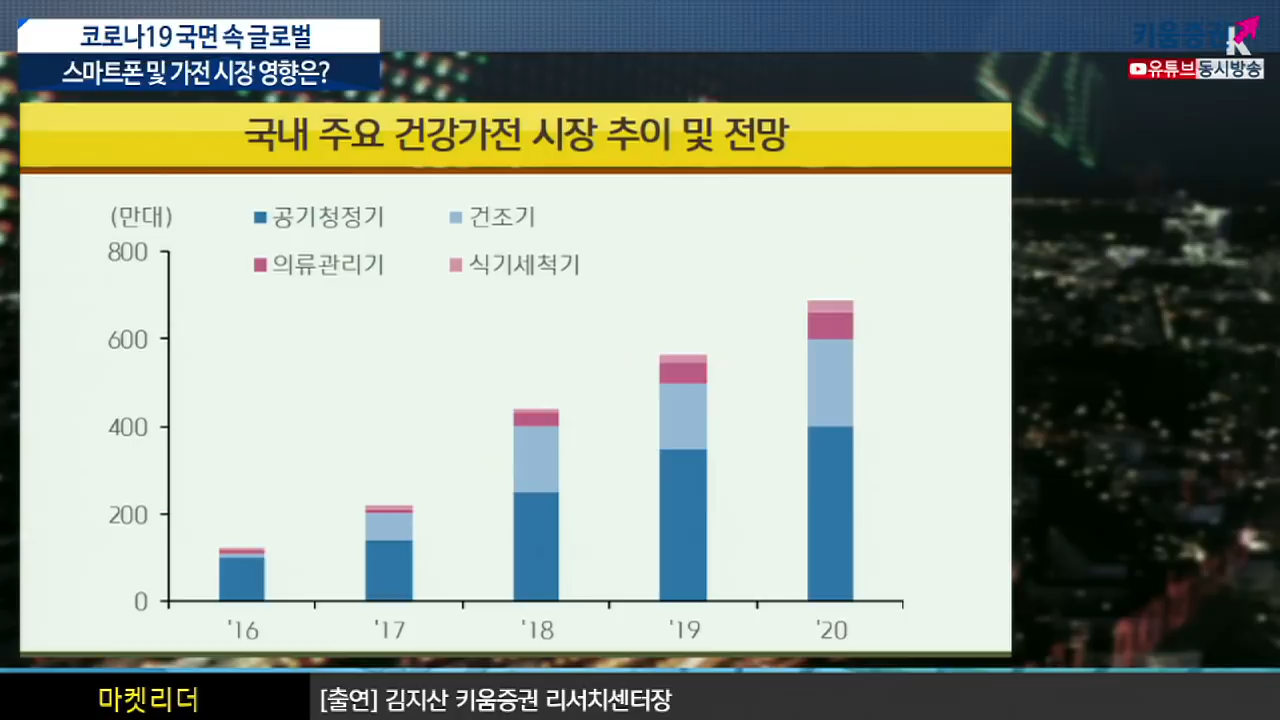 코로나19 국면 속 글로벌
스마트폰 및 가전 시장 영향은?
키움증권
유튜브 동시방송
국내 주요 건강가전 시장 추이 및 전망
(만대)
공기청정기 건조기
의류관리기 식기세척기
800
600
400
200
0
'16 '17 '18 '19 '20
마켓리더
[출연] 김지산 키움증권 리서치센터장